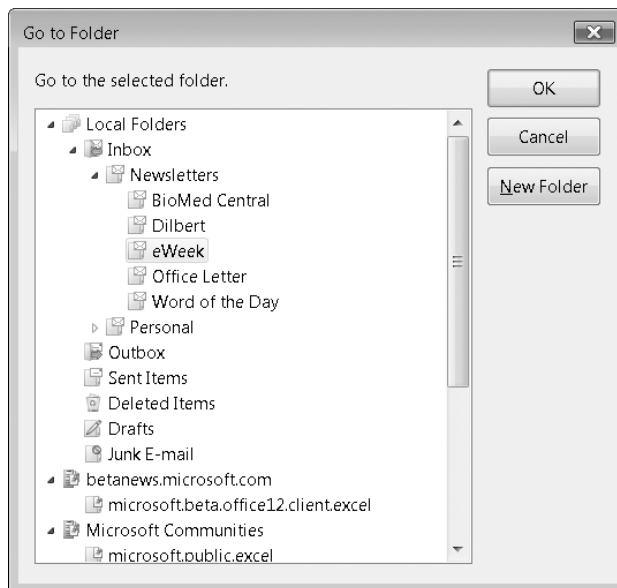 Go to Folder
Go to the selected folder.
OK
Cancel
New Folder
Local Folders
Inbox
Newsletters
BioMed Central
Dilbert
eWeek
Office Letter
Word of the Day
Personal
Outbox
Sent Items
Deleted Items
Drafts
Junk E-mail
betanews.microsoft.com
microsoft.beta.office12.client.excel
Microsoft Communities
microsoft.public.excel